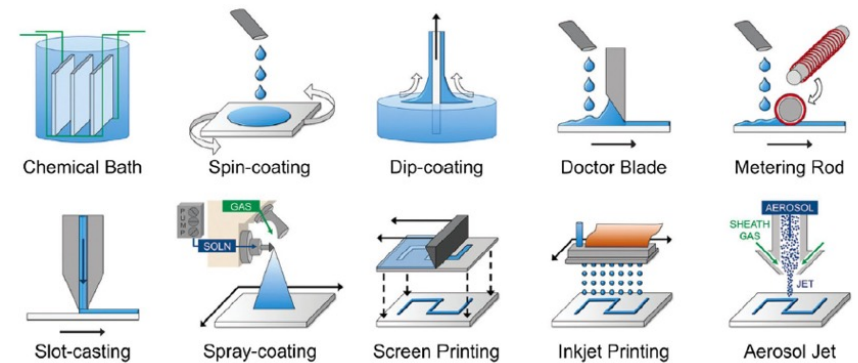 Chemical Bath
Spin-coating
Dip-coating
Doctor Blade
Metering Rod
PUMP
GAS
SOLN
AEROSOL
SHEATH
GAS
JET
Slot-casting
Spray-coating
Screen Printing
Inkjet Printing
Aerosol Jet